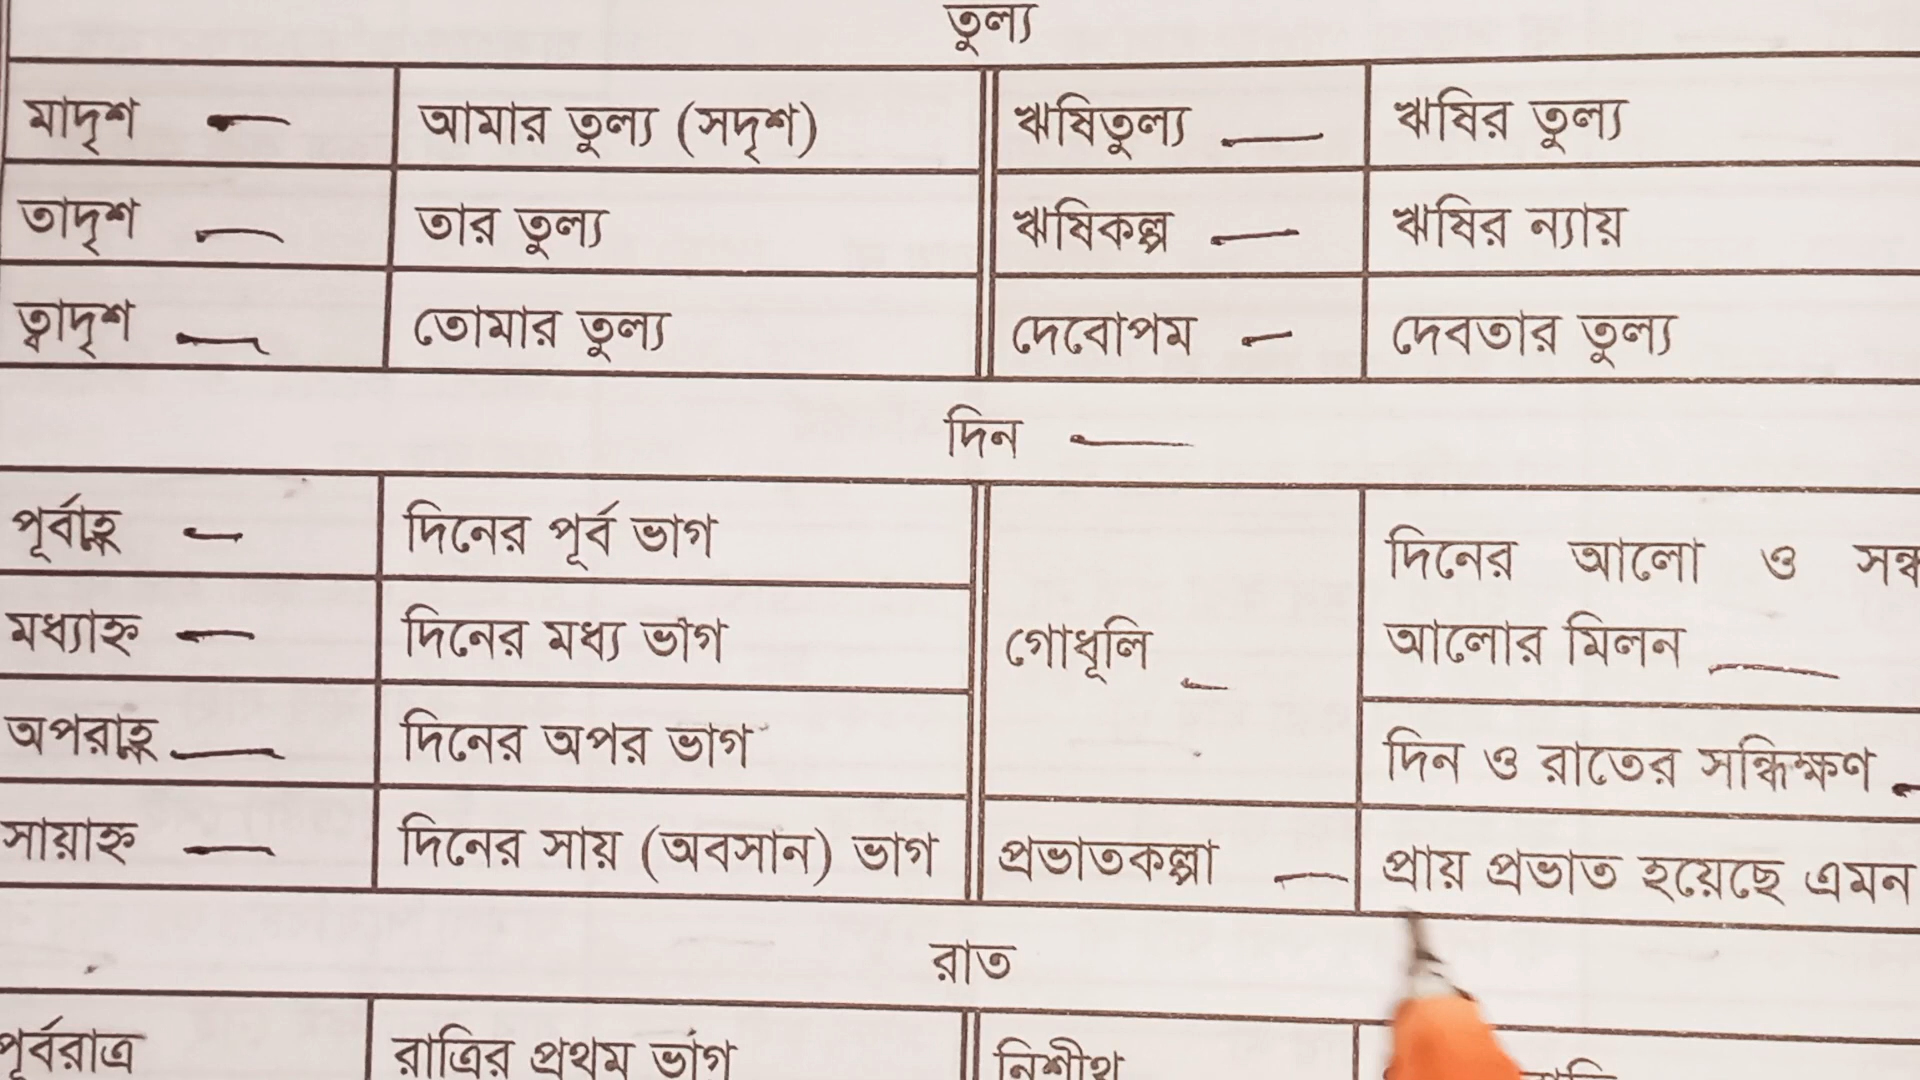 তুল্য
মাদৃশ আমার তুল্য (সদৃশ) ঋষিতুল্য ঋষির তুল্য
তাদৃশ তার তুল্য ঋষিকল্প ঋষির ন্যায়
ত্বাদৃশ তোমার তুল্য দেবোপম দেবতার তুল্য
দিন
পূর্বাহ্ণ দিনের পূর্ব ভাগ
মধ্যাহ্ন দিনের মধ্য ভাগ
অপরাহ্ণ দিনের অপর ভাগ
সায়াহ্ন দিনের সায় (অবসান) ভাগ
গোধূলি দিনের আলো ও
আলোর মিলন
দিন ও রাতের সন্ধিক্ষণ
প্রভাতকল্পা প্রায় প্রভাত হয়েছে এমন
রাত
পূর্বরাত্র রাত্রির প্রথম ভাগ নিশীথ